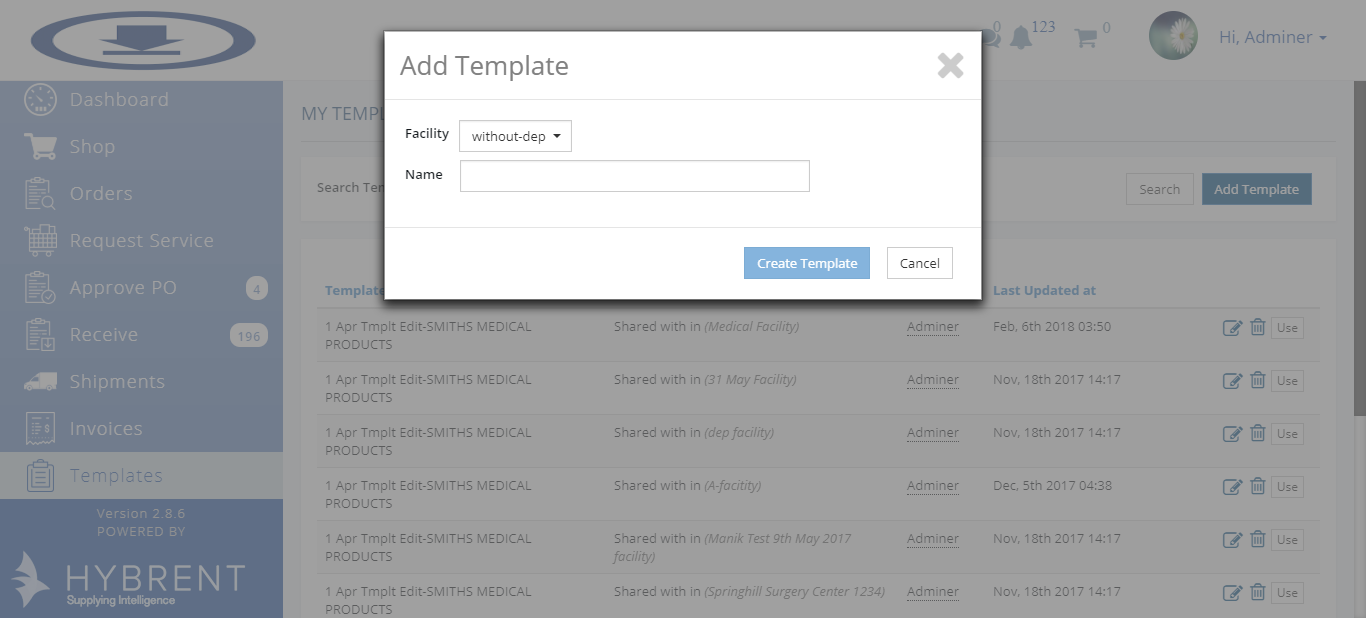 0
123
0
Hi, Adminer
Add Template
Facility
without-dep
Name
Create Template
Cancel
Dashboard
Shop
Orders
Request Service
Approve PO
4
Receive
196
Shipments
Invoices
Templates
Version 2.8.6
POWERED BY
HYBRENT
Supplying Intelligence
MY TEMPL
Search Ter
Search
Add Template
Template
Last Updated at
1 Apr Tmplt Edit-SMITHS MEDICAL
PRODUCTS
Shared with in (Medical Facility)
Adminer
Feb, 6th 2018 03:50
Use
1 Apr Tmplt Edit-SMITHS MEDICAL
PRODUCTS
Shared with in (31 May Facility)
Adminer
Nov, 18th 2017 14:17
Use
1 Apr Tmplt Edit-SMITHS MEDICAL
PRODUCTS
Shared with in (dep facility)
Adminer
Nov, 18th 2017 14:17
Use
1 Apr Tmplt Edit-SMITHS MEDICAL
PRODUCTS
Shared with in (A-facitity)
Adminer
Dec, 5th 2017 04:38
Use
1 Apr Tmplt Edit-SMITHS MEDICAL
PRODUCTS
Shared with in (Manik Test 9th May 2017
facility)
Adminer
Nov, 18th 2017 14:17
Use
1 Apr Tmplt Edit-SMITHS MEDICAL
PRODUCTS
Shared with in (Springhill Surgery Center 1234)
Adminer
Nov, 18th 2017 14:17
Use